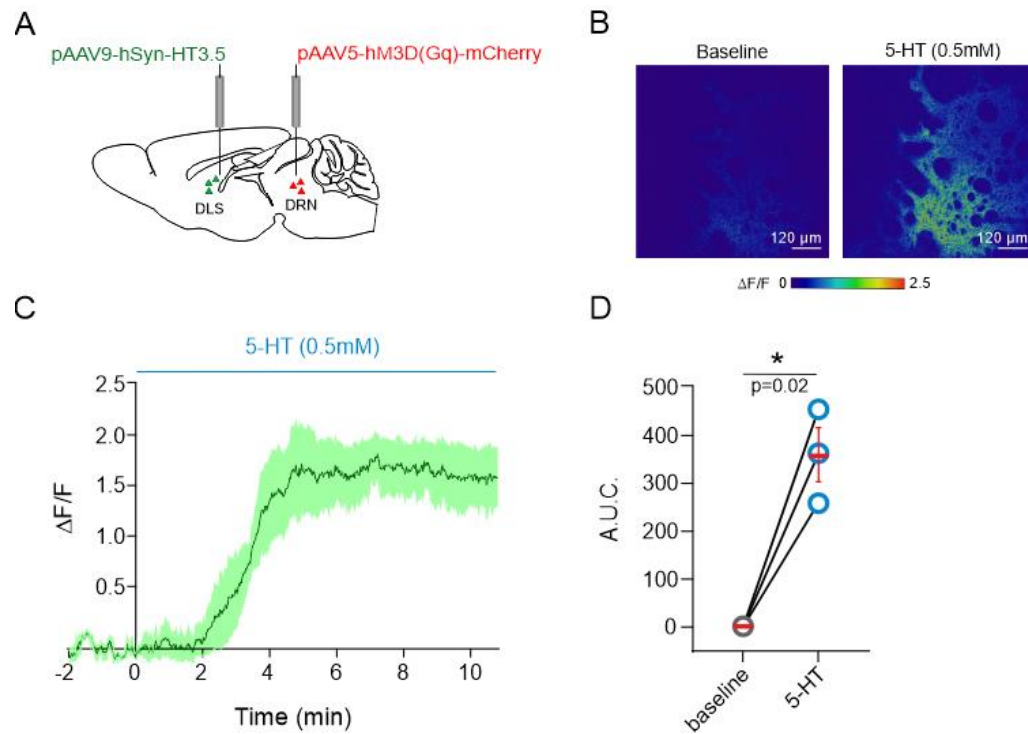 A
pAAV9-hSyn-HT3.5
pAAV5-hM3D(Gq)-mCherry
DLS
DRN
B
Baseline
5-HT (0.5mM)
120 µm
120 µm
ΔF/F 0 2.5
C
5-HT (0.5mM)
2.5
2.0
1.5
1.0
0.5
ΔF/F
-2 0 2 4 6 8 10
Time (min)
D
*
p=0.02
500
400
300
200
100
0
A.U.C.
baseline
5-HT